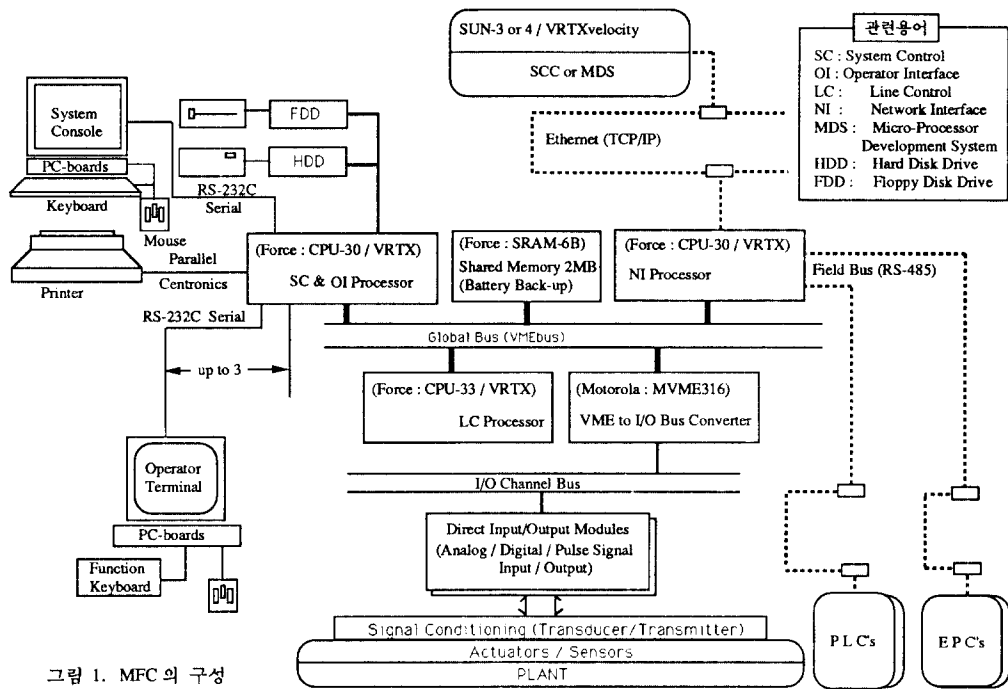 SUN-3 or 4 / VRTXvelocity
SCC or MDS
관련용어
SC : System Control
OI : Operator Interface
LC : Line Control
NI : Network Interface
MDS : Micro-Processor
Development System
HDD : Hard Disk Drive
FDD : Floppy Disk Drive
System
Console
PC-boards
Keyboard
Mouse
FDD
HDD
RS-232C
Serial
Ethernet (TCP/IP)
Printer
Parallel
Centronics
(Force : CPU-30 / VRTX)
SC & OI Processor
(Force : SRAM-6B)
Shared Memory 2MB
(Battery Back-up)
(Force : CPU-30 / VRTX)
NI Processor
Field Bus (RS-485)
RS-232C Serial
Global Bus (VMEbus)
up to 3
(Force : CPU-33 / VRTX)
LC Processor
(Motorola : MVME316)
VME to I/O Bus Converter
I/O Channel Bus
Operator
Terminal
PC-boards
Function
Keyboard
Direct Input/Output Modules
(Analog / Digital / Pulse Signal
Input / Output)
Signal Conditioning (Transducer/Transmitter)
Actuators / Sensors
PLANT
PLC's
EPC's
그림 1. MFC 의 구성